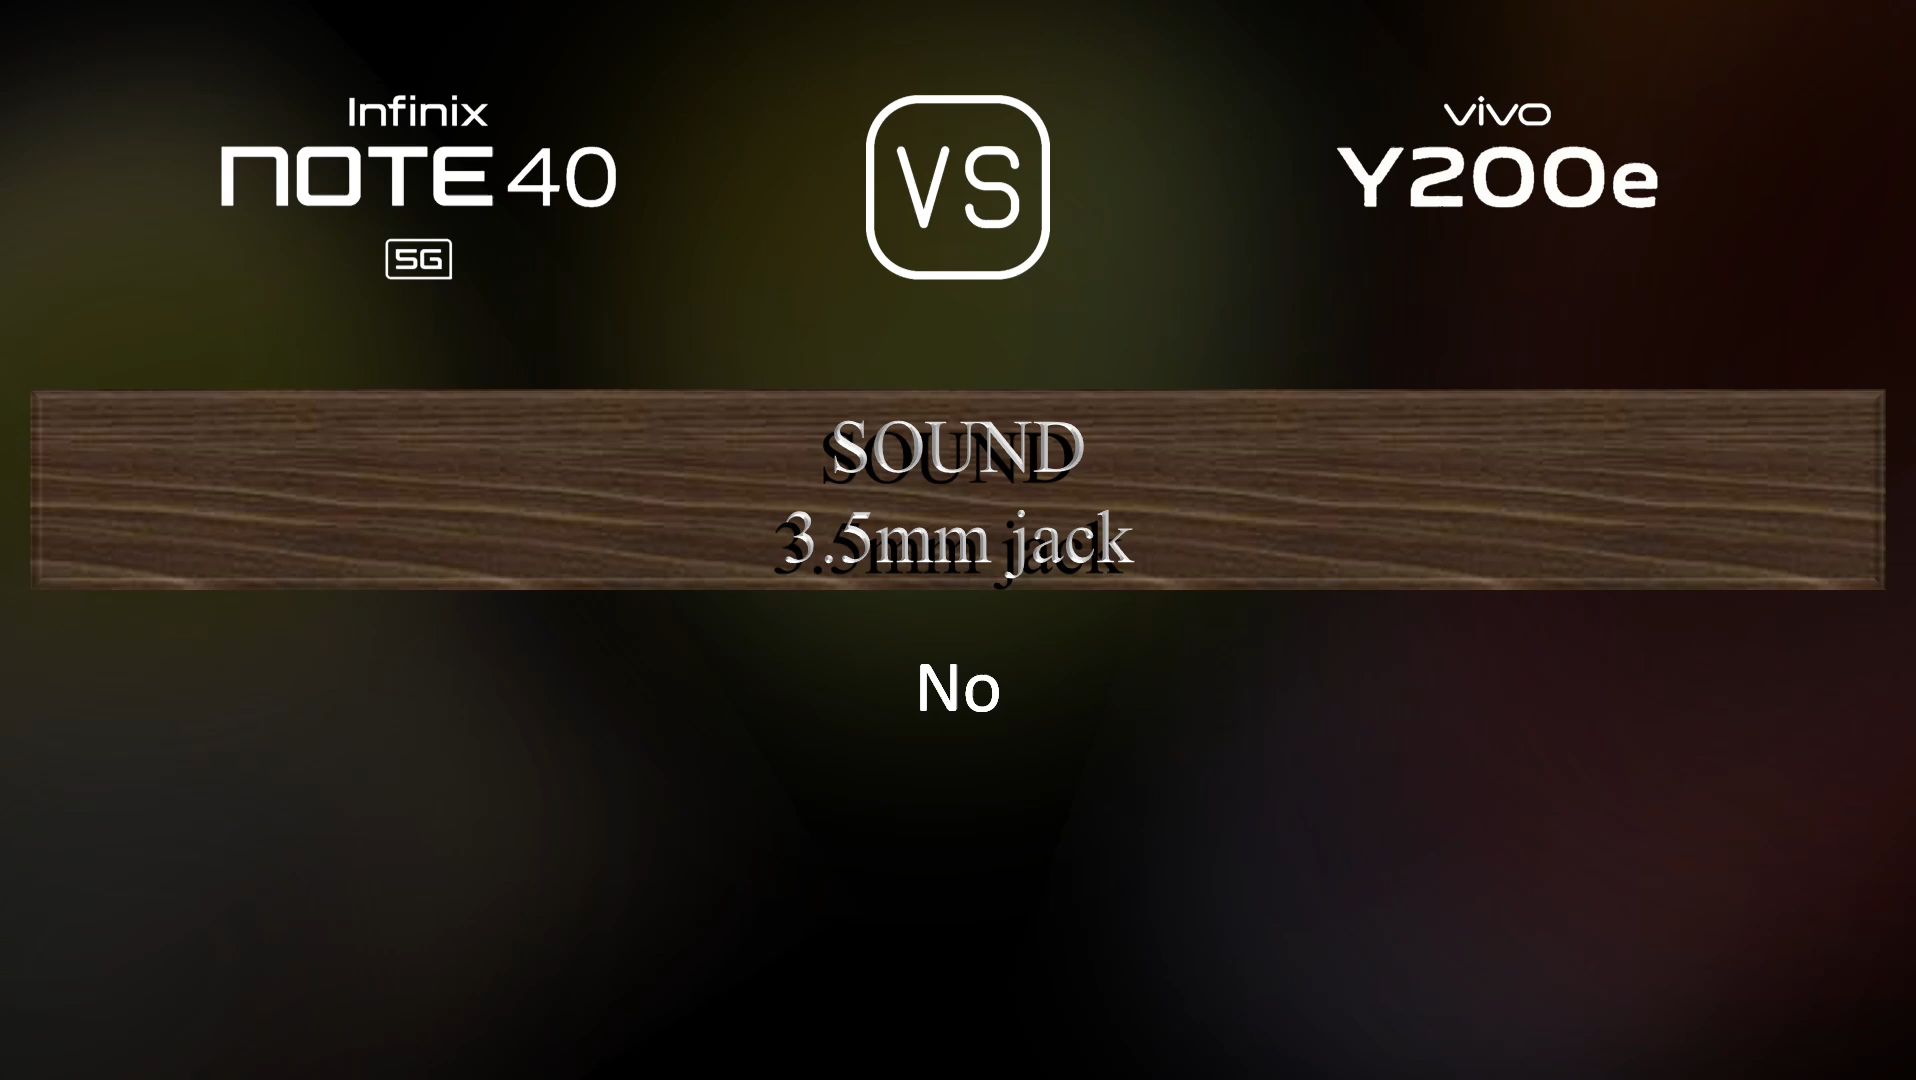 Infinix
NOTE 40
5G
VS
vivo
Y200e
SOUND
3.5mm jack
No